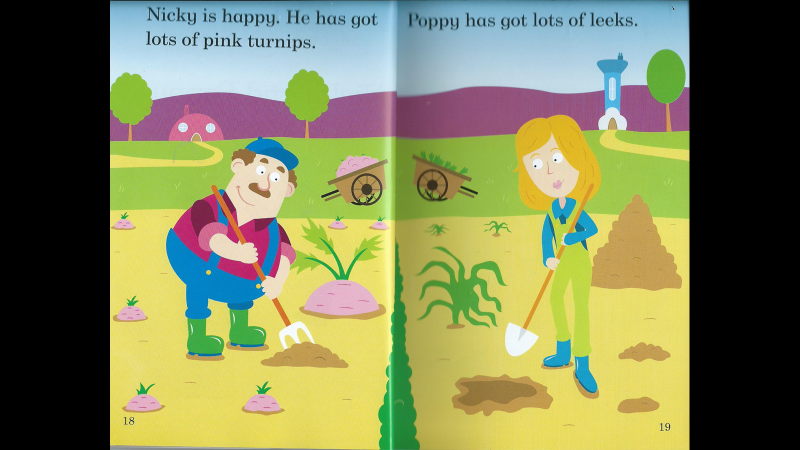 Nicky is happy. He has got
lots of pink turnips.
Poppy has got lots of leeks.
18
19